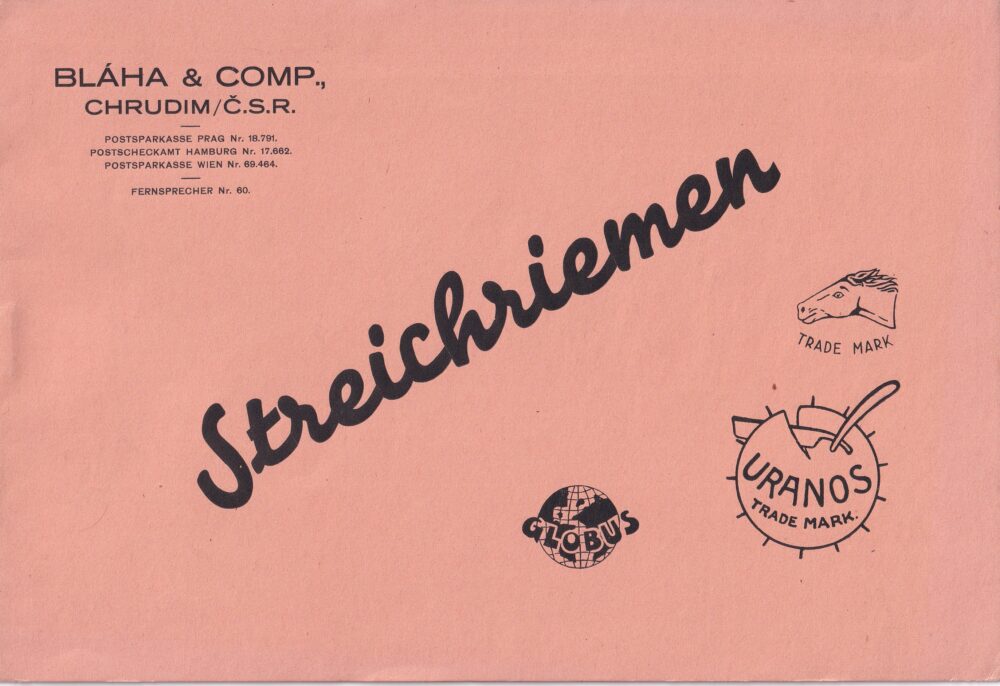 BLÁHA & COMP.,
CHRUDIM/Č.S.R.
POSTSPARKASSE PRAG Nr. 18.791.
POSTSCHECKAMT HAMBURG Nr. 17.662.
POSTSPARKASSE WIEN Nr. 69.464.
FERNSPRECHER Nr. 60.
Streichriemen
TRADE MARK
URANOS
TRADE MARK.
GLOBUS